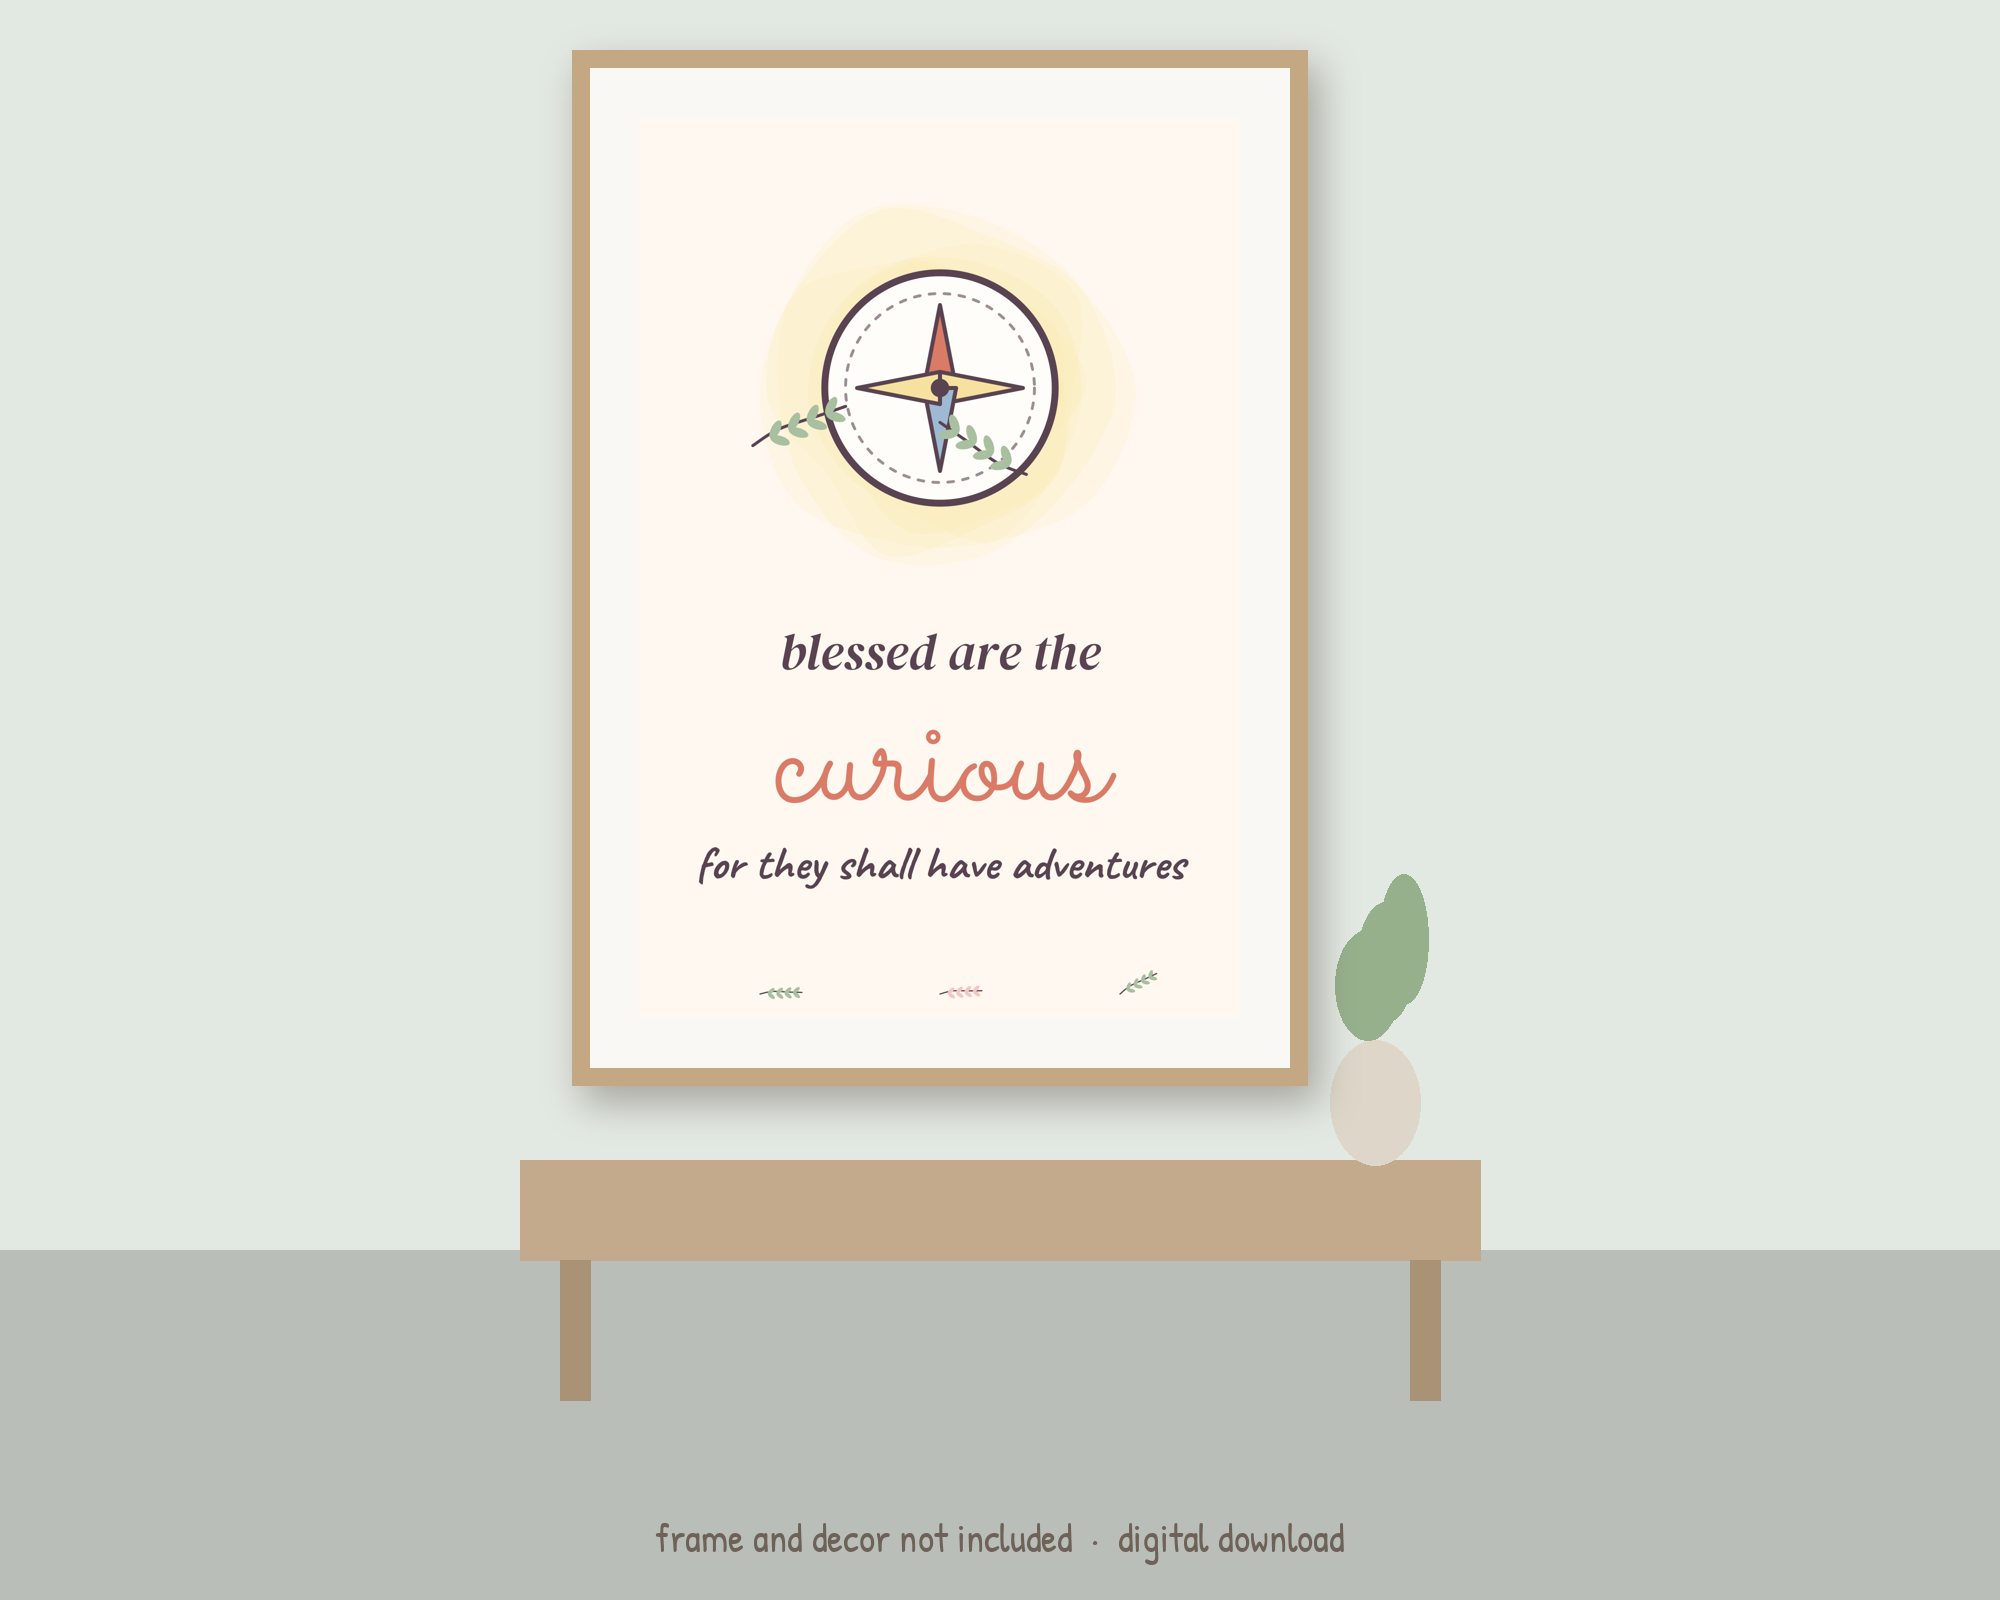 blessed are the
curious
for they shall have adventures
frame and decor not included · digital download